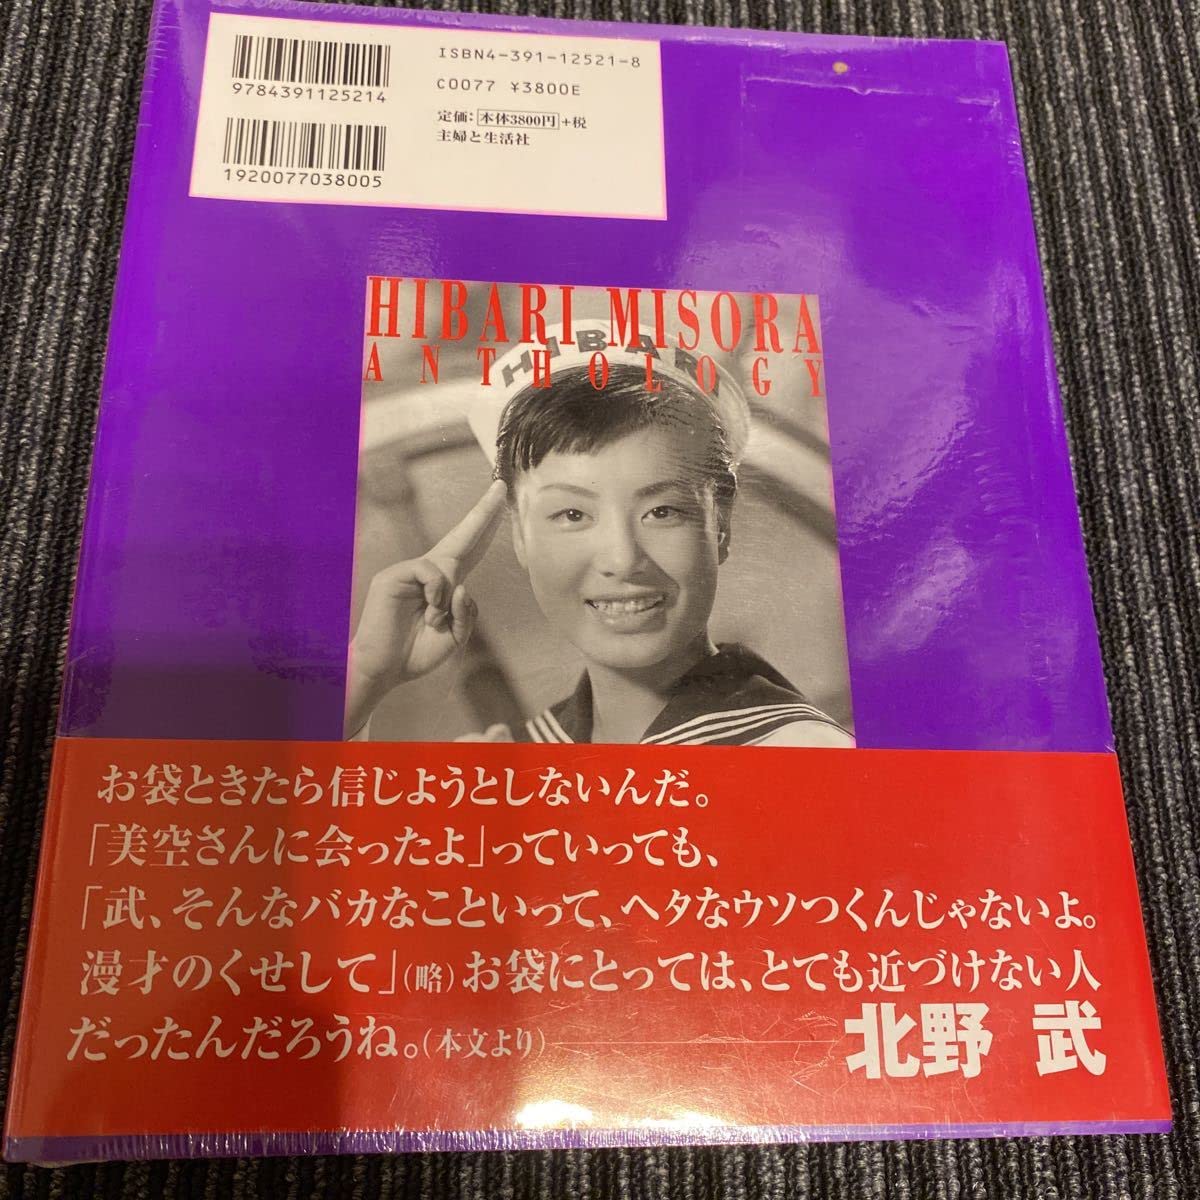 ISBN4-391-12521-8
C0077 ¥3800E
定価：本体3800円+税
主婦と生活社
9784391125214
1920077038005
HIBARI MISORA
ANTHOLOGY
HIBARI
お袋ときたら信じようとしないんだ。
「美空さんに会ったよ」っていっても、
「武、そんなバカなこといって、ヘタなウソつくんじゃないよ。
漫才のくせして」（略）お袋にとっては、とても近づけない人
だったんだろうね。（本文より）
北野 武